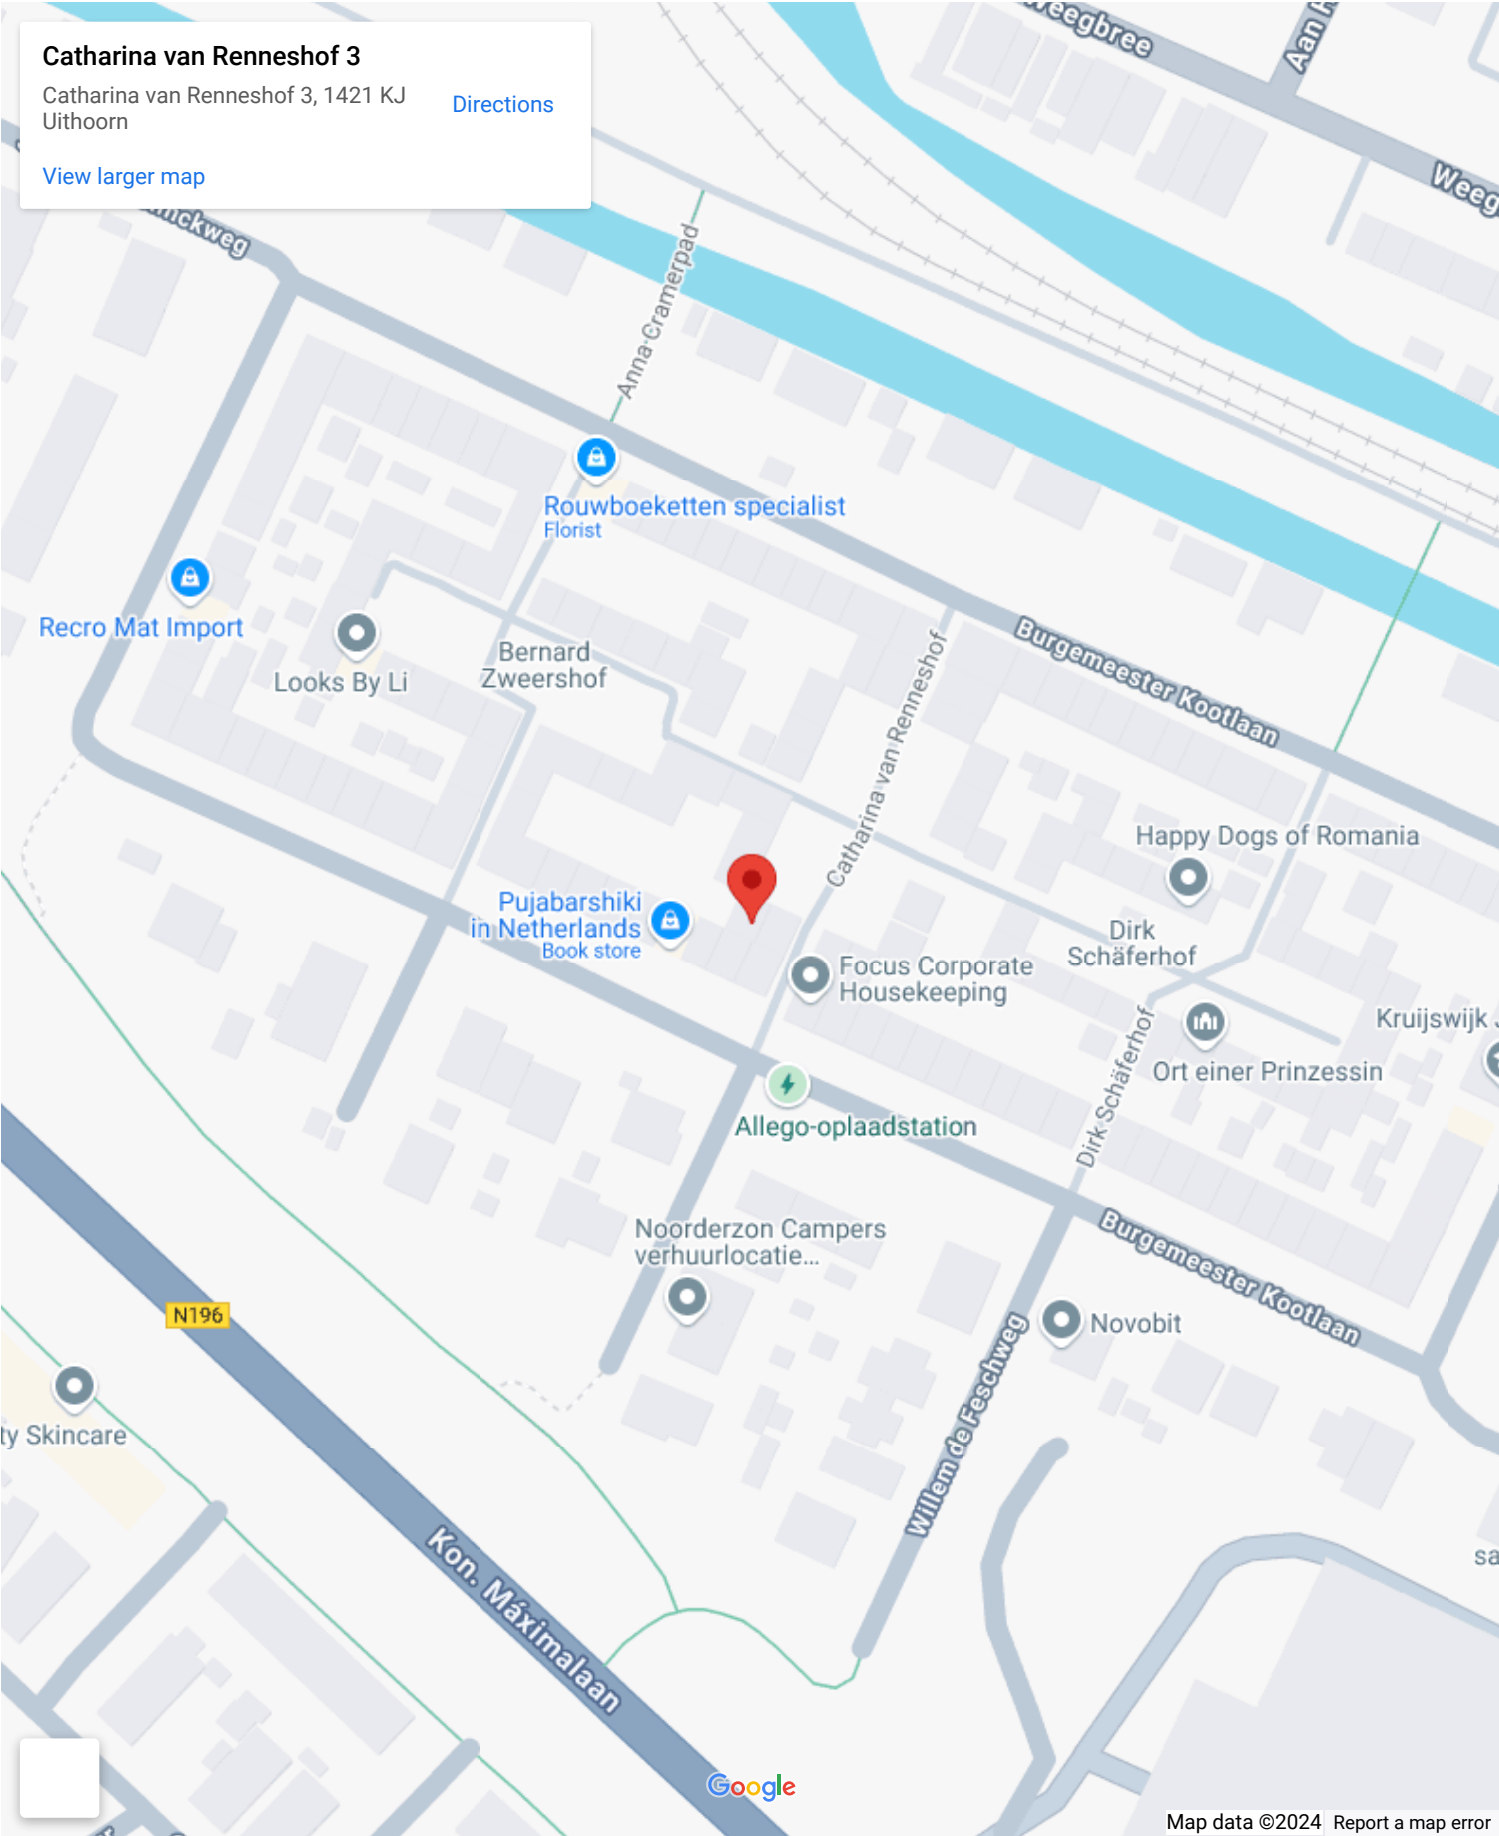 Catharina van Renneshof 3
Catharina van Renneshof 3, 1421 KJ
Uithoorn
Directions
View larger map
Weegbree
Weeg
Anna Cramerpad
Rouwboeketten specialist
Florist
Recro Mat Import
Looks By Li
Bernard
Zweershof
Burgemeester Kootlaan
Catharina van Renneshof
Happy Dogs of Romania
Pujabarshiki
in Netherlands
Book store
Dirk
Schäferhof
Focus Corporate
Housekeeping
Kruijswijk
Ort einer Prinzessin
Dirk Schäferhof
Allego-oplaadstation
Noorderzon Campers
verhuurlocatie...
Burgemeester Kootlaan
N196
Novobit
Willem de Feschweg
ty Skincare
Kon. Máximalaan
sa
Google
Map data ©2024
Report a map error